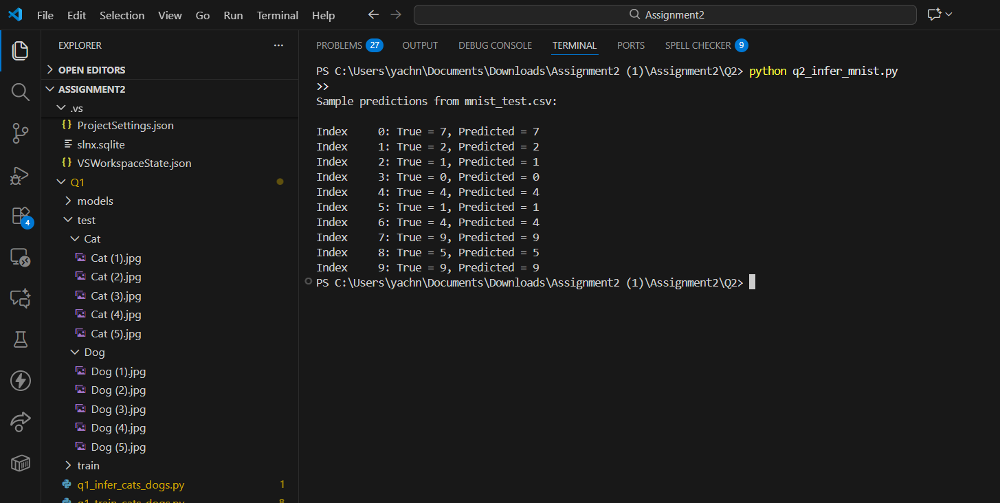 File Edit Selection View Go Run Terminal Help
Assignment2
EXPLORER
OPEN EDITORS
ASSIGNMENT2
.vs
{} ProjectSettings.json
slnx.sqlite
{} VSWorkspaceState.json
Q1
models
test
Cat
Cat (1).jpg
Cat (2).jpg
Cat (3).jpg
Cat (4).jpg
Cat (5).jpg
Dog
Dog (1).jpg
Dog (2).jpg
Dog (3).jpg
Dog (4).jpg
Dog (5).jpg
train
q1_infer_cats_dogs.py 1
q1_train_cats_dogs.py 8
4
PROBLEMS 27 OUTPUT DEBUG CONSOLE TERMINAL PORTS SPELL CHECKER 9
PS C:\Users\yachn\Documents\Downloads\Assignment2 (1)\Assignment2\Q2> python q2_infer_mnist.py
>>
Sample predictions from mnist_test.csv:
Index 0: True = 7, Predicted = 7
Index 1: True = 2, Predicted = 2
Index 2: True = 1, Predicted = 1
Index 3: True = 0, Predicted = 0
Index 4: True = 4, Predicted = 4
Index 5: True = 1, Predicted = 1
Index 6: True = 4, Predicted = 4
Index 7: True = 9, Predicted = 9
Index 8: True = 5, Predicted = 5
Index 9: True = 9, Predicted = 9
PS C:\Users\yachn\Documents\Downloads\Assignment2 (1)\Assignment2\Q2>